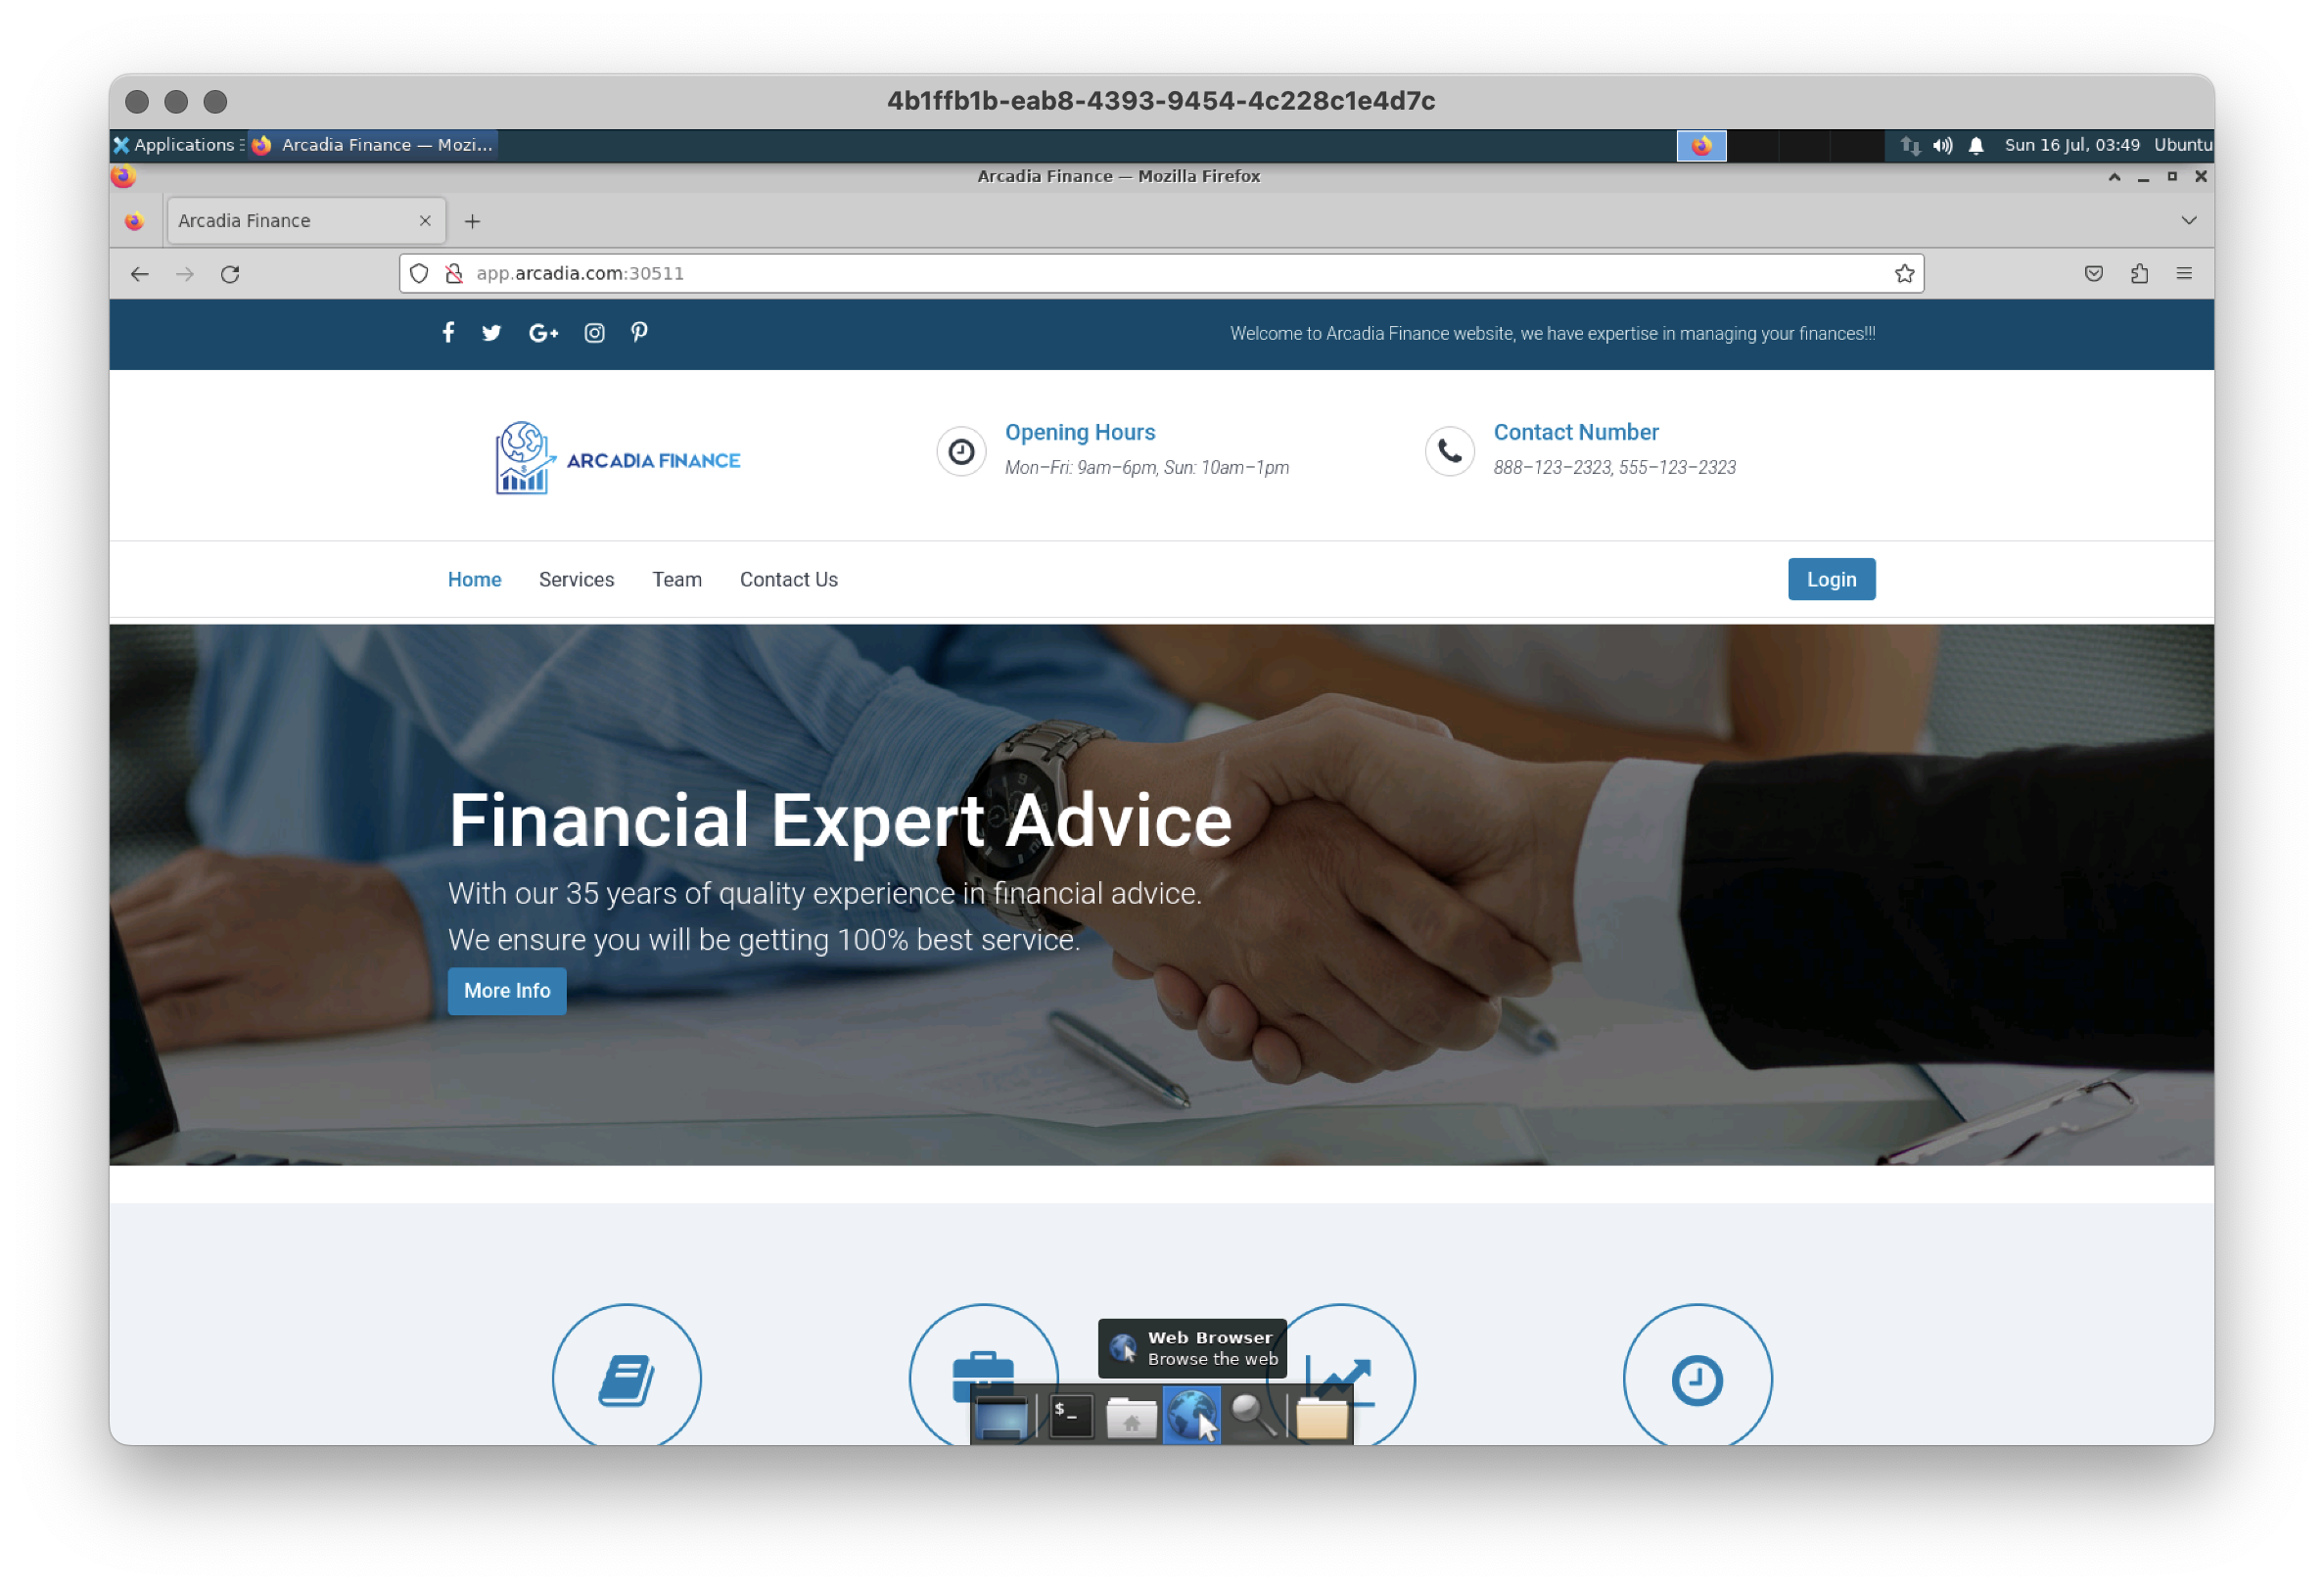 4b1ffb1b-eab8-4393-9454-4c228c1e4d7c
Applications Arcadia Finance — Mozi... Sun 16 Jul, 03:49 Ubuntu
Arcadia Finance — Mozilla Firefox
Arcadia Finance
app.arcadia.com:30511
Welcome to Arcadia Finance website, we have expertise in managing your finances!!!
ARCADIA FINANCE
Opening Hours
Mon–Fri: 9am–6pm, Sun: 10am–1pm
Contact Number
888–123–2323, 555–123–2323
Home Services Team Contact Us Login
Financial Expert Advice
With our 35 years of quality experience in financial advice.
We ensure you will be getting 100% best service.
More Info
Web Browser
Browse the web
$_